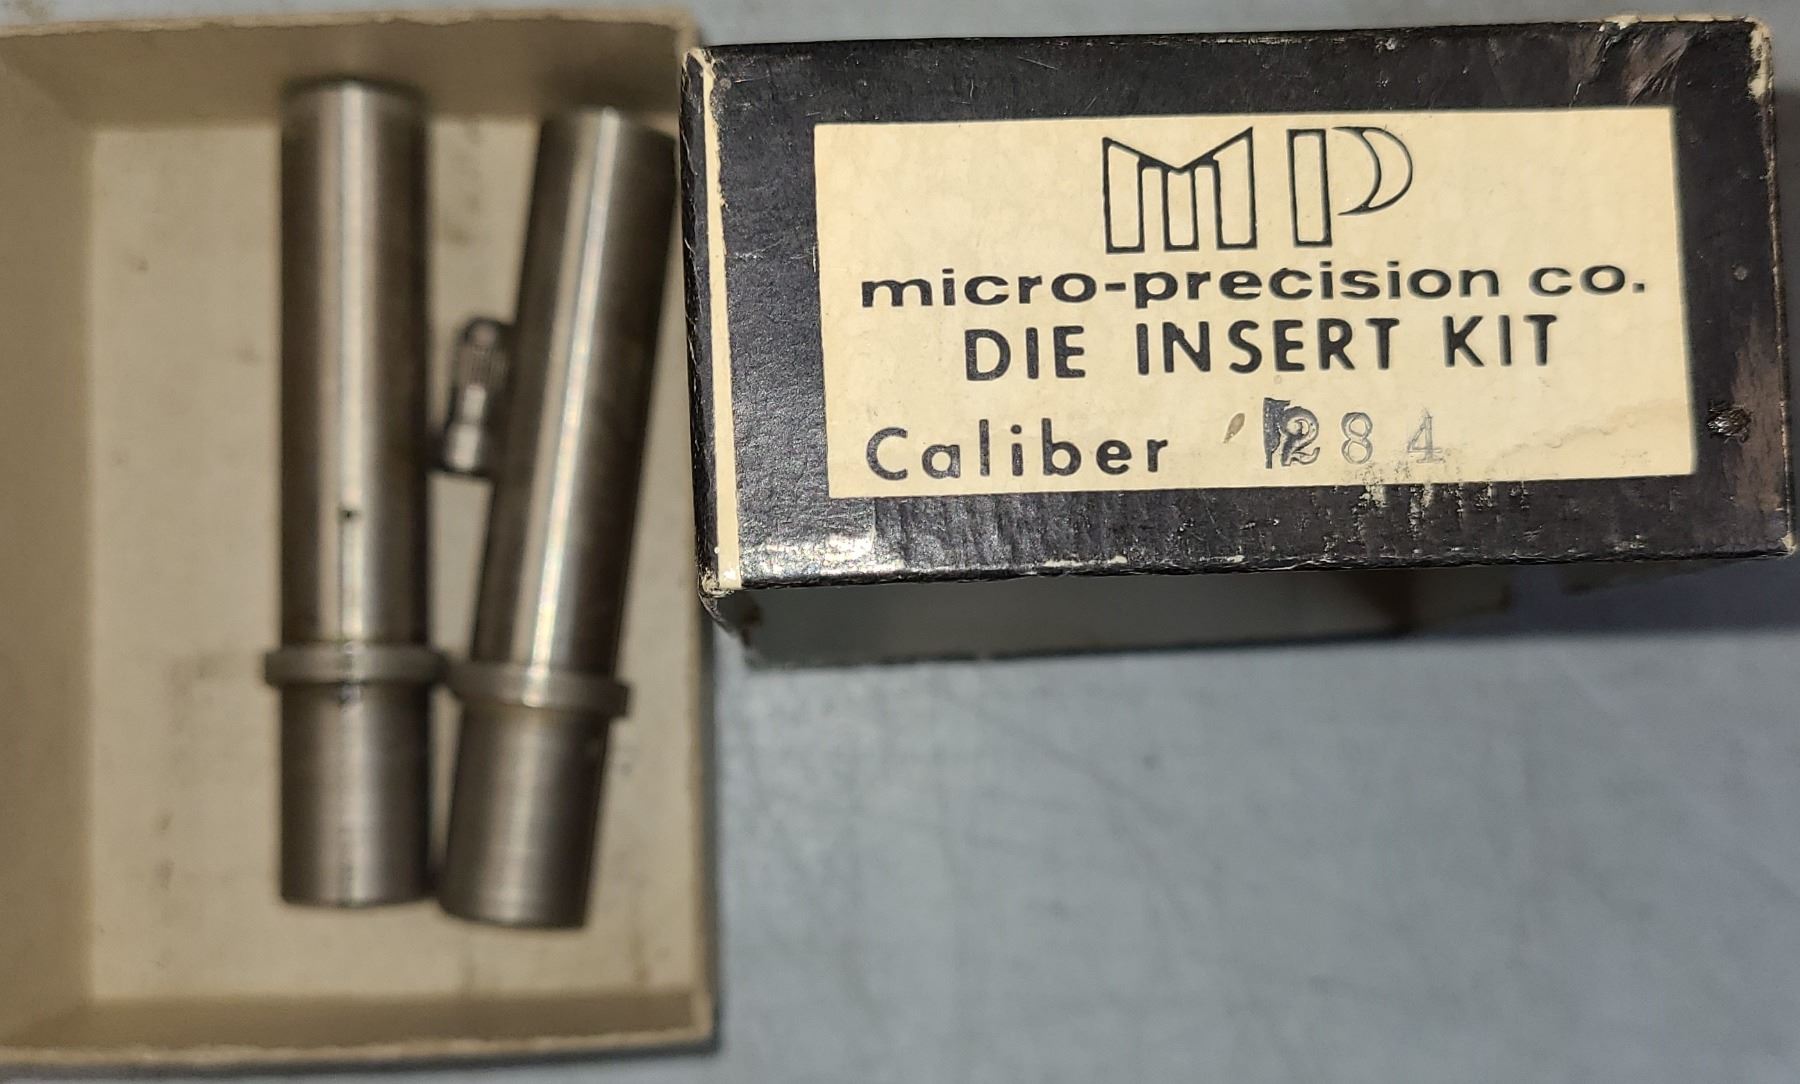 MP
micro-precision co.
DIE INSERT KIT
Caliber 284